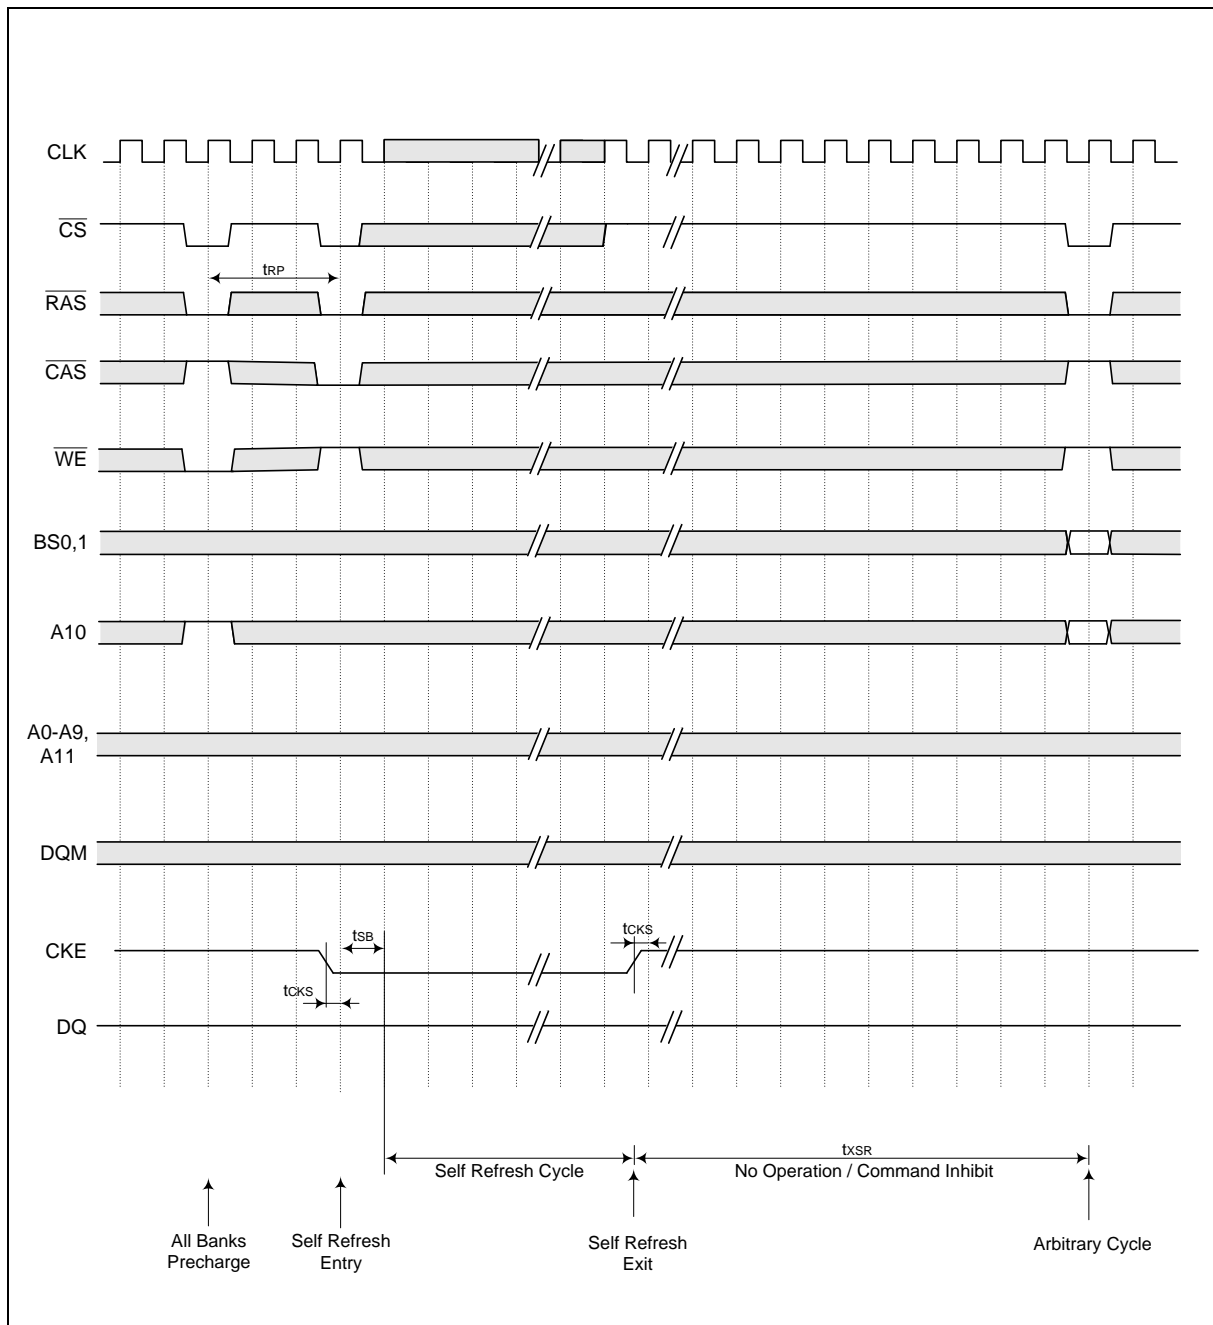 CLK
CS
tRP
RAS
CAS
WE
BS0,1
A10
A0-A9,
A11
DQM
tSB
tCKS
CKE
tCKS
DQ
tXSR
Self Refresh Cycle
No Operation / Command Inhibit
All Banks
Precharge
Self Refresh
Entry
Self Refresh
Exit
Arbitrary Cycle